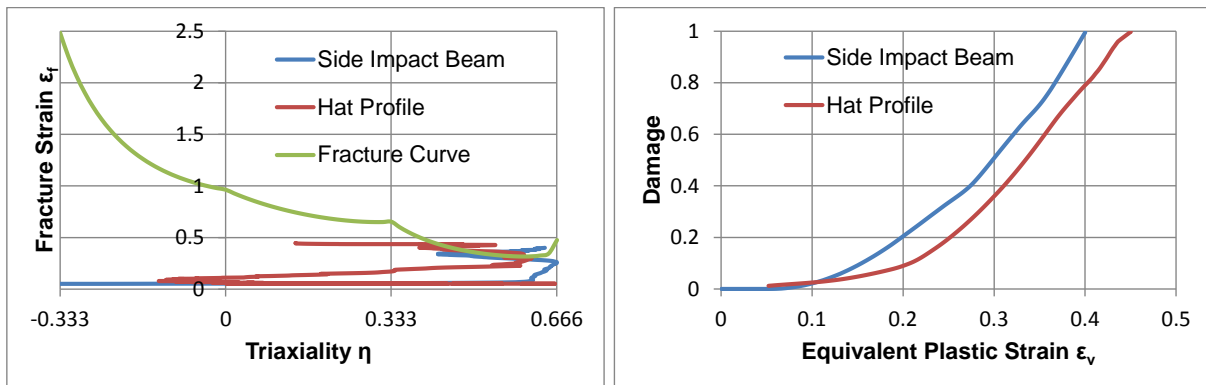 2.5
2
1.5
1
0.5
0
-0.333
0
0.333
0.666
Fracture Strain εf
Triaxiality η
Side Impact Beam
Hat Profile
Fracture Curve
1
0.8
0.6
0.4
0.2
0
0
0.1
0.2
0.3
0.4
0.5
Damage
Equivalent Plastic Strain εv
Side Impact Beam
Hat Profile